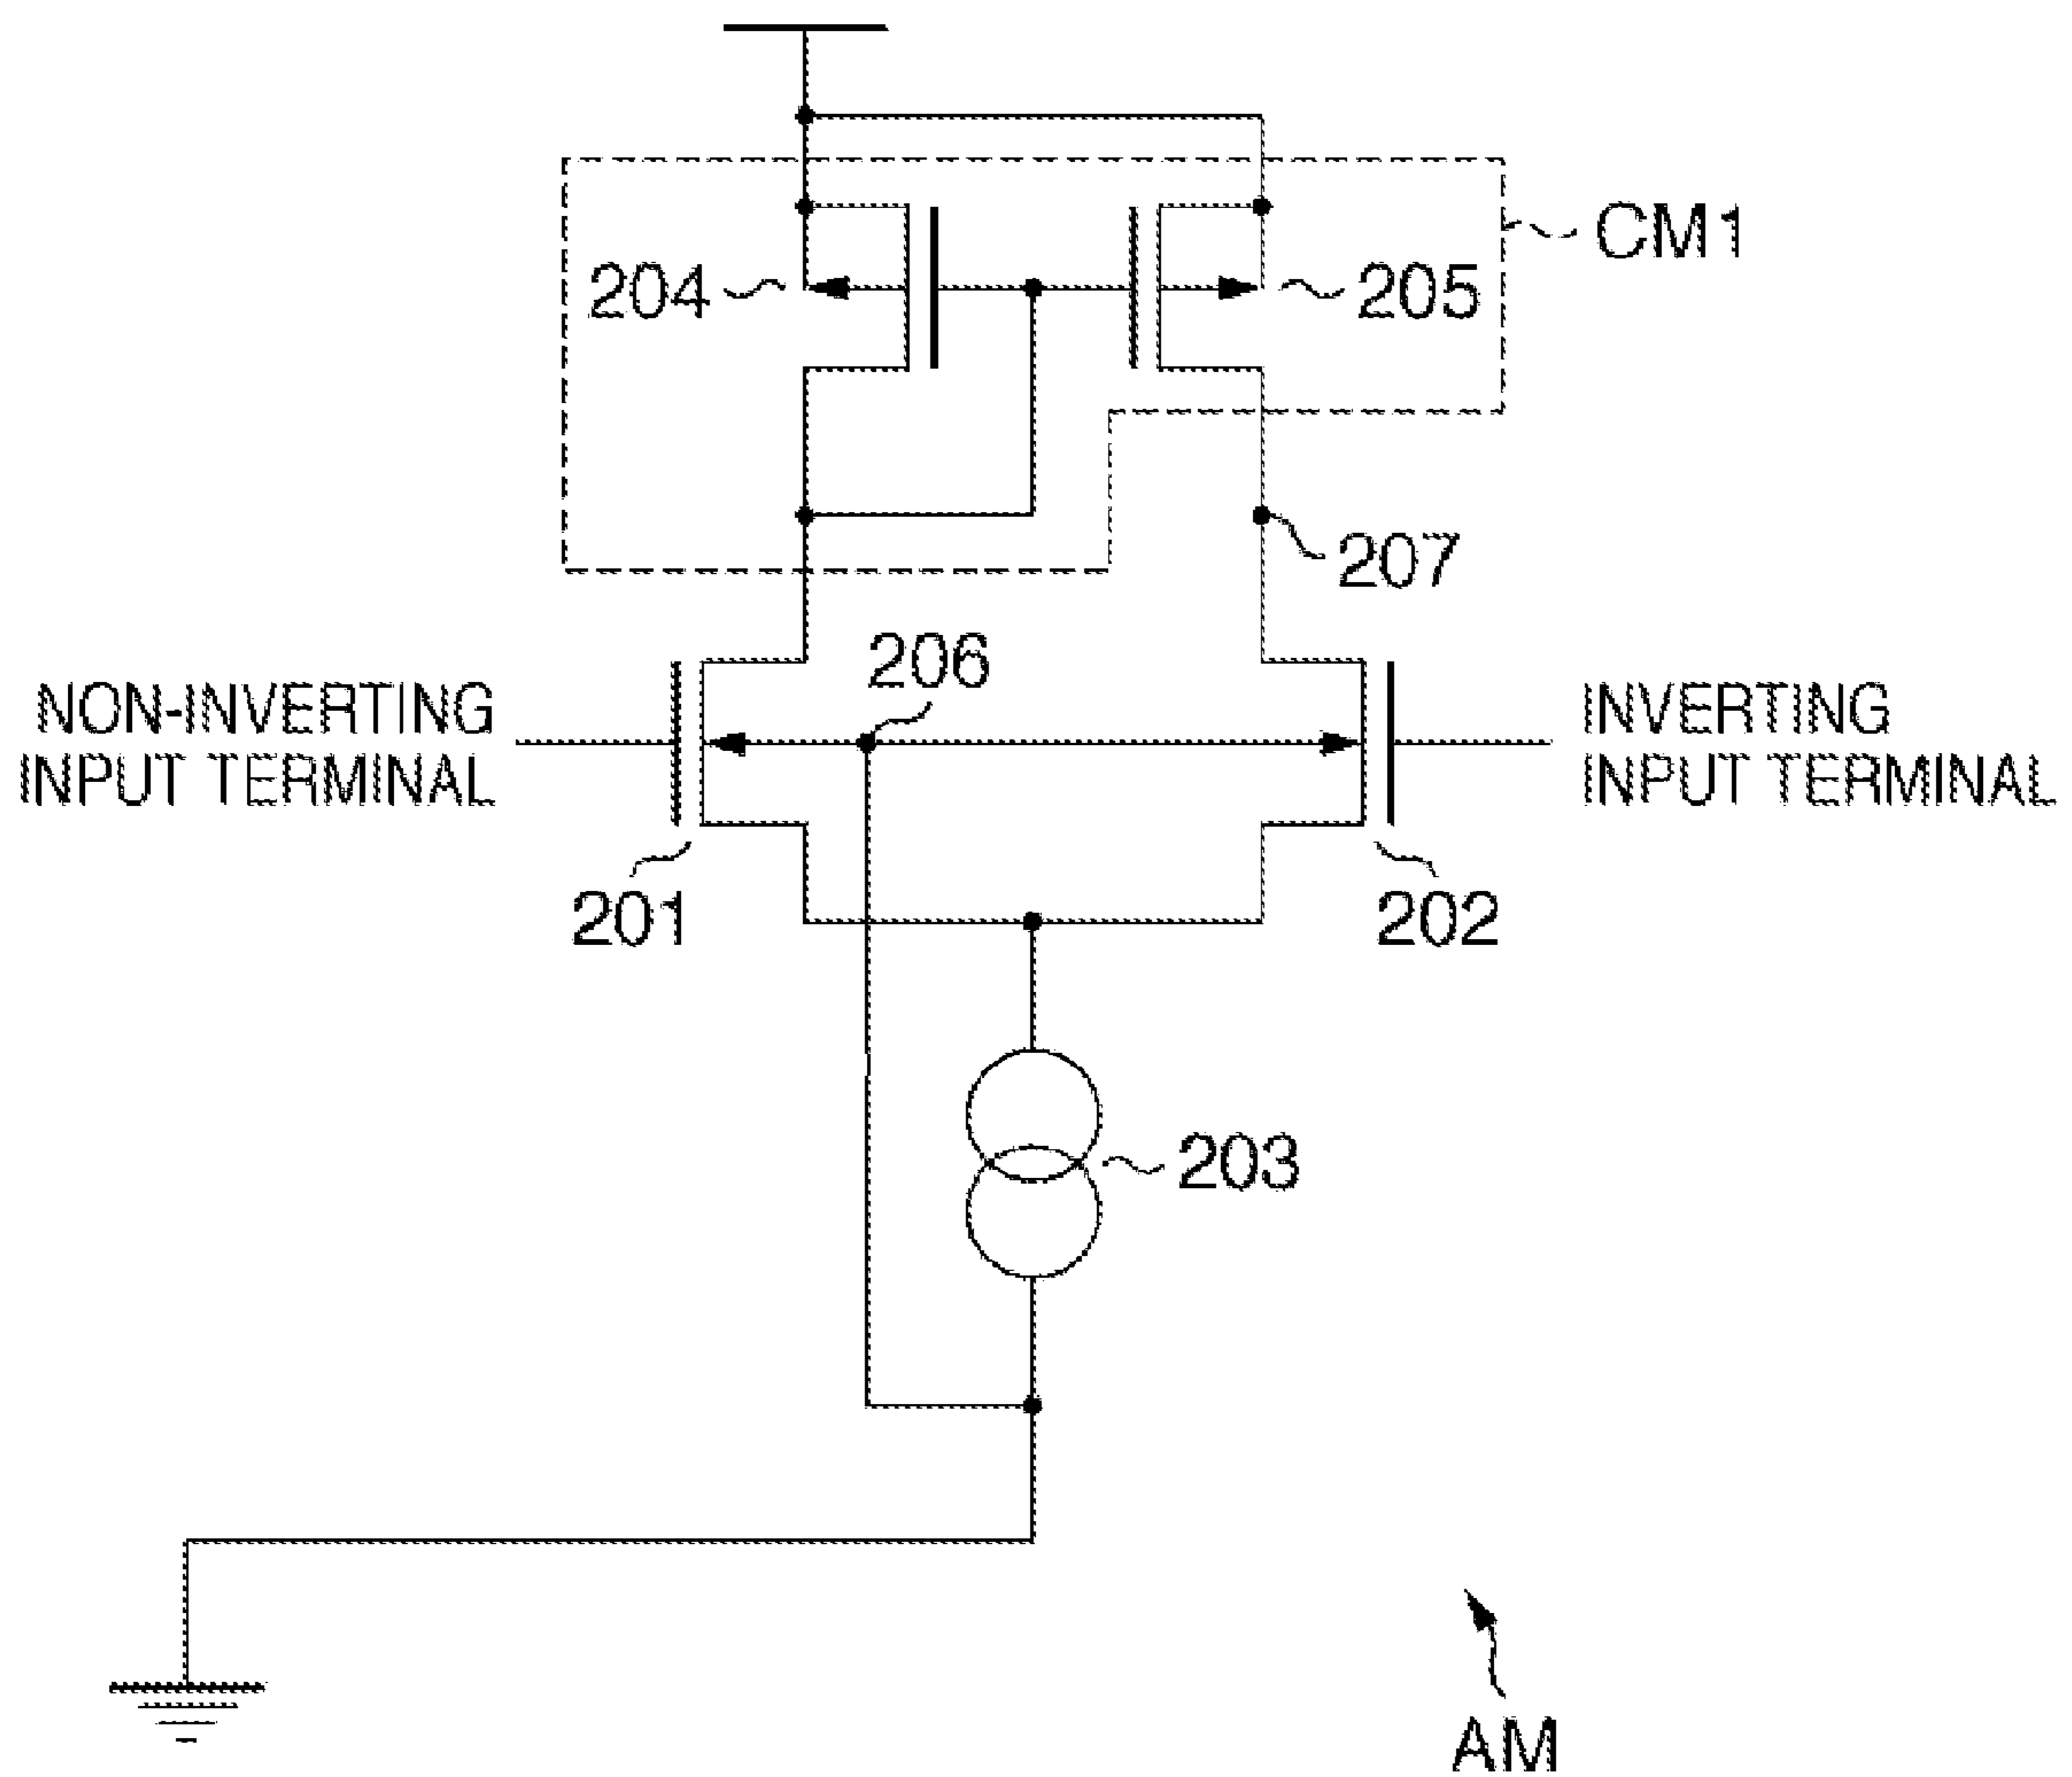 CM1
204
205
207
206
NON-INVERTING
INPUT TERMINAL
INVERTING
INPUT TERMINAL
201
202
203
AM